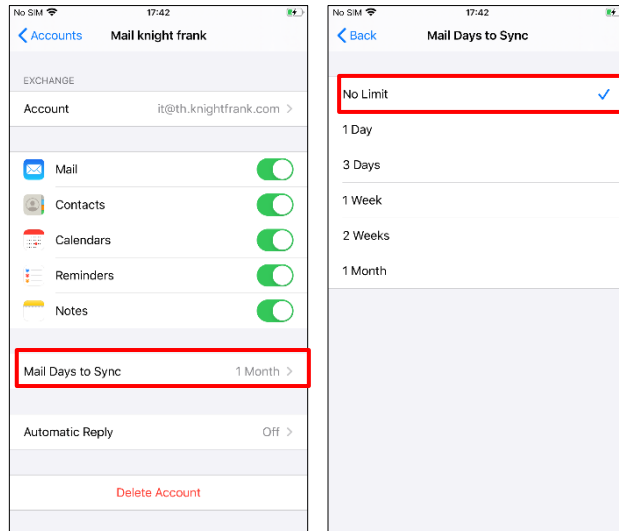 No SIM 17:42
Accounts Mail knight frank
EXCHANGE
Account it@th.knightfrank.com
Mail
Contacts
Calendars
Reminders
Notes
Mail Days to Sync 1 Month
Automatic Reply Off
Delete Account
No SIM 17:42
Back Mail Days to Sync
No Limit
1 Day
3 Days
1 Week
2 Weeks
1 Month